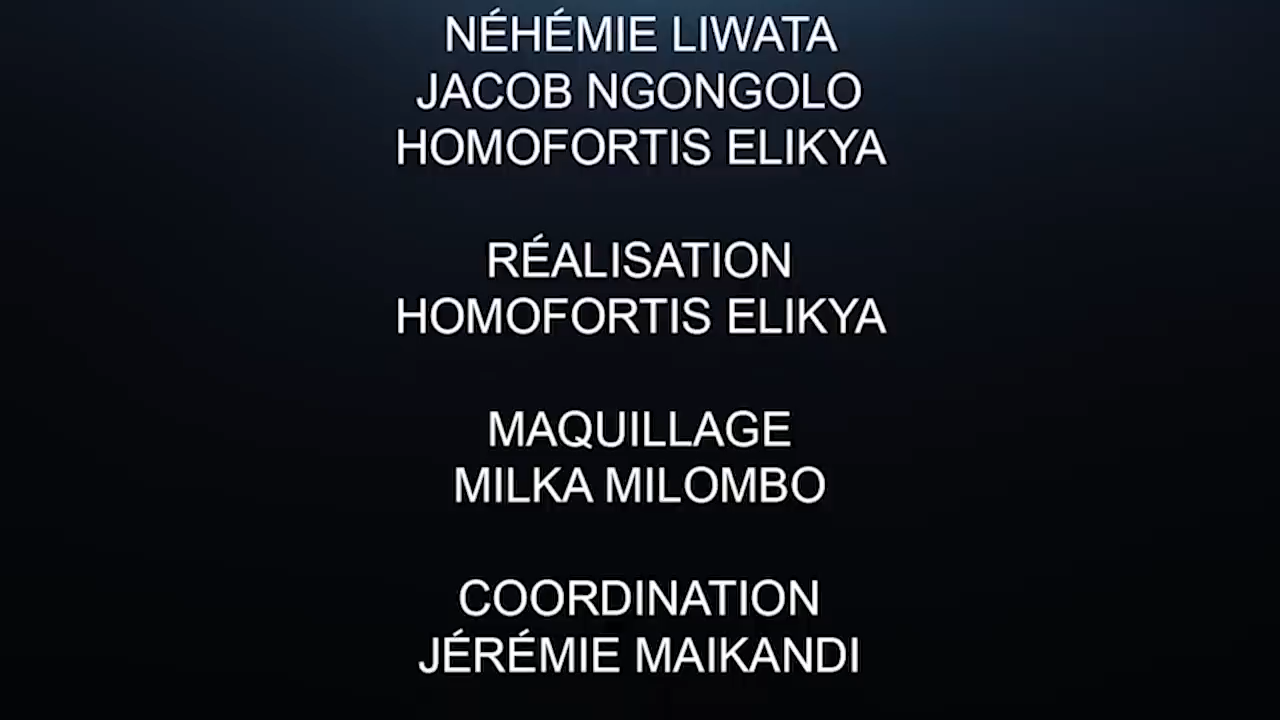 NÉHÉMIE LIWATA
JACOB NGONGOLO
HOMOFORTIS ELIKYA
RÉALISATION
HOMOFORTIS ELIKYA
MAQUILLAGE
MILKA MILOMBO
COORDINATION
JÉRÉMIE MAIKANDI